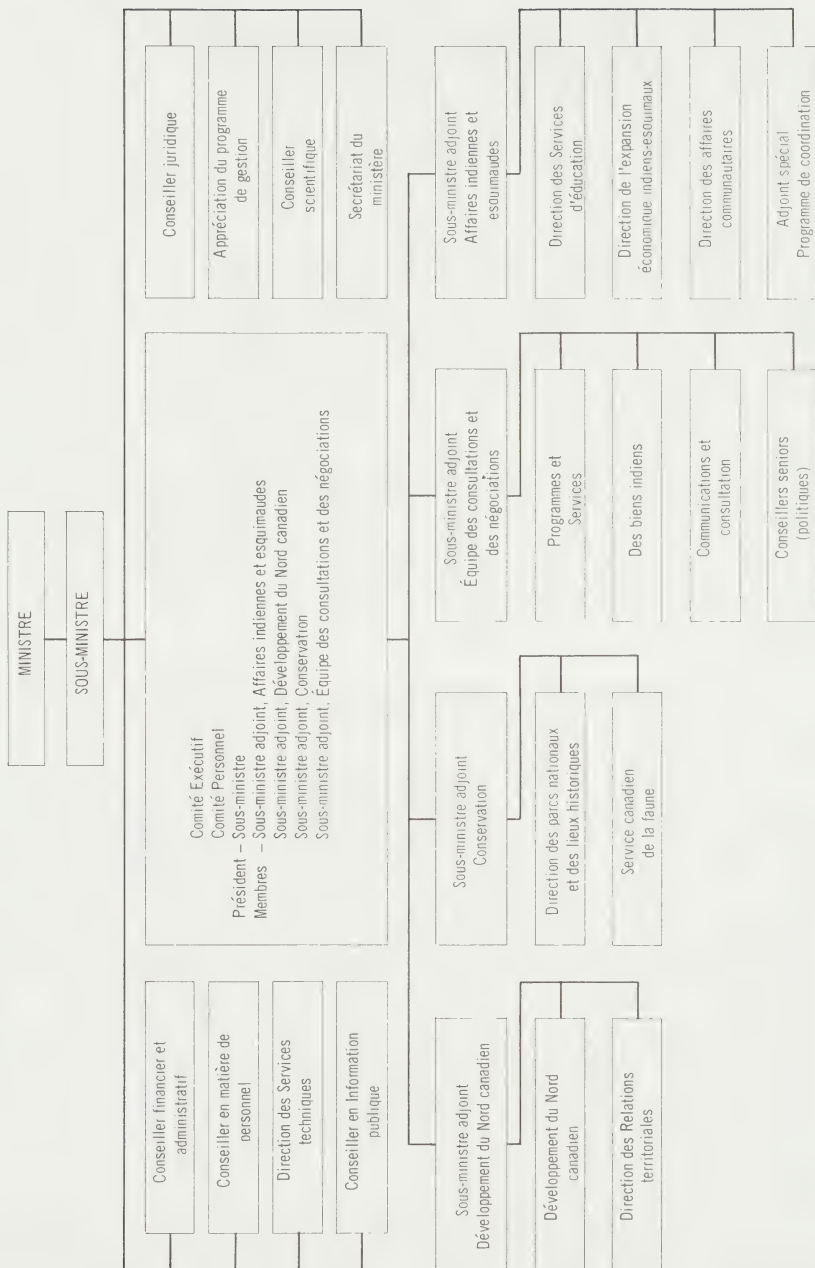 MINISTRE
SOUS-MINISTRE
Conseiller financier et
administratif
Conseiller en matière de
personnel
Direction des Services
techniques
Conseiller en Information
publique
Comité Exécutif
Comité Personnel
Président – Sous-ministre
Membres – Sous-ministre adjoint, Affaires indiennes et esquimaudes
Sous-ministre adjoint, Développement du Nord canadien
Sous-ministre adjoint, Conservation
Sous-ministre adjoint, Équipe des consultations et des négociations
Conseiller juridique
Appréciation du programme
de gestion
Conseiller
scientifique
Secrétariat du
ministère
Sous-ministre adjoint
Développement du Nord canadien
Développement du Nord
canadien
Direction des Relations
territoriales
Sous-ministre adjoint
Conservation
Direction des parcs nationaux
et des lieux historiques
Service canadien
de la faune
Sous-ministre adjoint
Équipe des consultations et
des négociations
Programmes et
Services
Des biens indiens
Communications et
consultation
Conseillers seniors
(politiques)
Sous-ministre adjoint
Affaires indiennes et
esquimaudes
Direction des Services
d'éducation
Direction de l'expansion
économique indiens-esquimaux
Direction des affaires
communautaires
Adjoint spécial
Programme de coordination